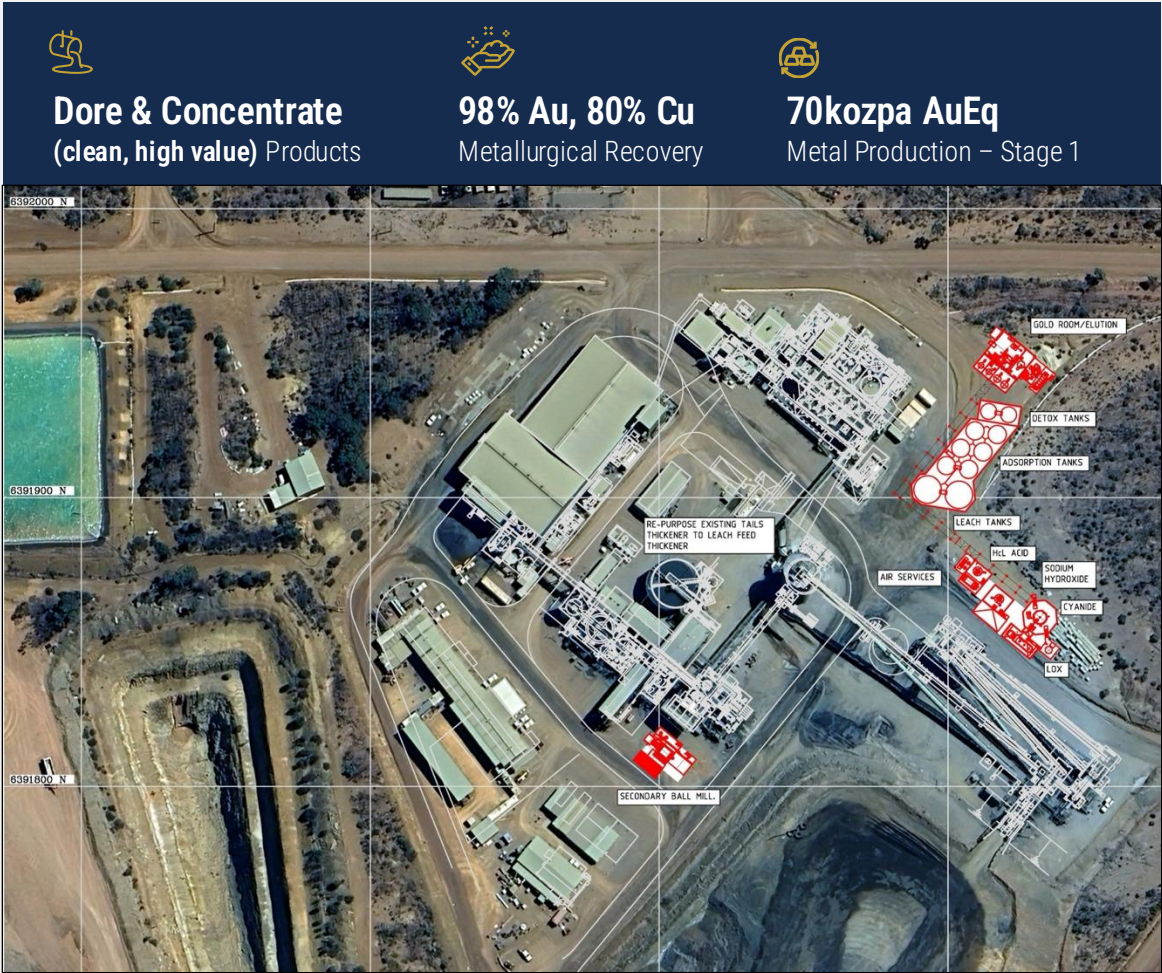 Dore & Concentrate
(clean, high value) Products
98% Au, 80% Cu
Metallurgical Recovery
70kozpa AuEq
Metal Production – Stage 1
6392000 N
GOLD ROOM/ELUTION
DETOX TANKS
ADSORPTION TANKS
6391900 N
LEACH TANKS
RE-PURPOSE EXISTING TAILS
THICKENER TO LEACH FEED
THICKENER
HcL ACID
AIR SERVICES
SODIUM
HYDROXIDE
CYANIDE
LOX
6391800 N
SECONDARY BALL MILL.